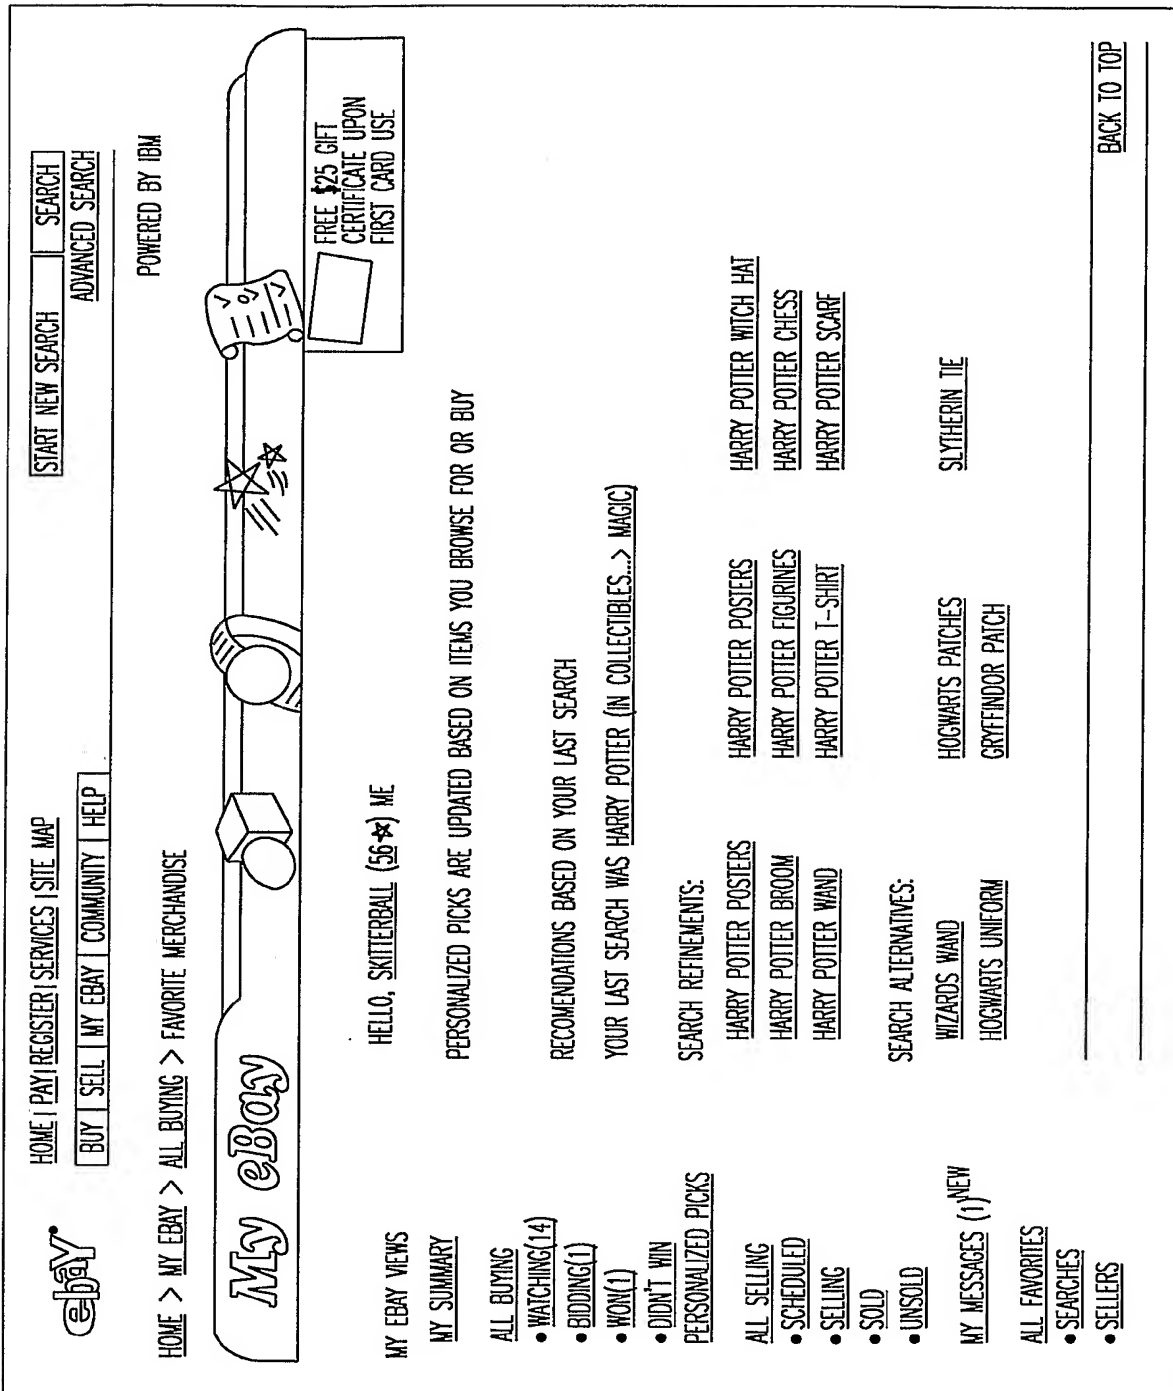 ebaY
HOME | PAY | REGISTER | SERVICES | SITE MAP
START NEW SEARCH
SEARCH
BUY | SELL | MY EBAY | COMMUNITY | HELP
ADVANCED SEARCH
HOME > MY EBAY > ALL BUYING > FAVORITE MERCHANDISE
POWERED BY IBM
My eBay
FREE $25 GIFT
CERTIFICATE UPON
FIRST CARD USE
MY EBAY VIEWS
MY SUMMARY
ALL BUYING
• WATCHING(14)
• BIDDING(1)
• WON(1)
• DIDN'T WIN
PERSONALIZED PICKS
ALL SELLING
• SCHEDULED
• SELLING
• SOLD
• UNSOLD
MY MESSAGES (1) NEW
ALL FAVORITES
• SEARCHES
• SELLERS
HELLO, SKITTERBALL (56☆) ME
PERSONALIZED PICKS ARE UPDATED BASED ON ITEMS YOU BROWSE FOR OR BUY
RECOMENDATIONS BASED ON YOUR LAST SEARCH
YOUR LAST SEARCH WAS HARRY POTTER (IN COLLECTIBLES...> MAGIC)
SEARCH REFINEMENTS:
HARRY POTTER POSTERS HARRY POTTER POSTERS HARRY POTTER WITCH HAT
HARRY POTTER BROOM HARRY POTTER FIGURINES HARRY POTTER CHESS
HARRY POTTER WAND HARRY POTTER T-SHIRT HARRY POTTER SCARF
SEARCH ALTERNATIVES:
WIZARDS WAND HOGWARTS PATCHES SLYTHERIN TIE
HOGWARTS UNIFORM GRYFFINDOR PATCH
BACK TO TOP